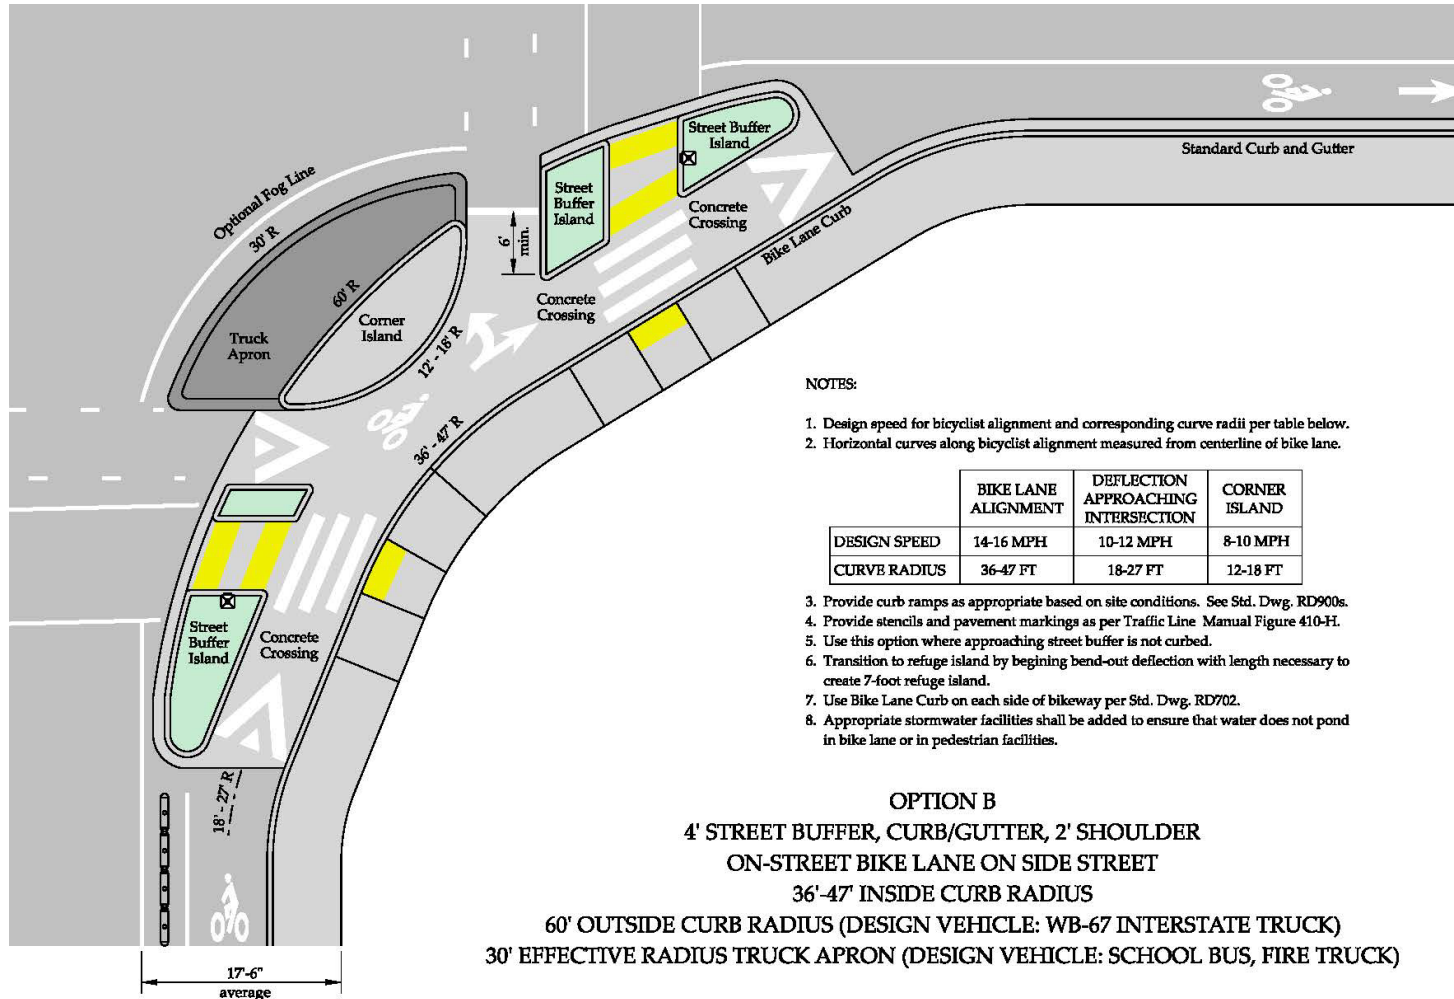 Street Buffer
Island
Standard Curb and Gutter
Optional Fog Line
30' R
Street
Buffer
Island
Concrete
Crossing
6'
min.
Bike Lane Curb
60' R
Concrete
Crossing
Corner
Island
Truck
Apron
12' - 18' R
36' - 47' R
NOTES:
1. Design speed for bicyclist alignment and corresponding curve radii per table below.
2. Horizontal curves along bicyclist alignment measured from centerline of bike lane.
BIKE LANE
ALIGNMENT
DEFLECTION
APPROACHING
INTERSECTION
CORNER
ISLAND
DESIGN SPEED 14-16 MPH 10-12 MPH 8-10 MPH
CURVE RADIUS 36-47 FT 18-27 FT 12-18 FT
3. Provide curb ramps as appropriate based on site conditions. See Std. Dwg. RD900s.
4. Provide stencils and pavement markings as per Traffic Line Manual Figure 410-H.
5. Use this option where approaching street buffer is not curbed.
6. Transition to refuge island by begining bend-out deflection with length necessary to
create 7-foot refuge island.
7. Use Bike Lane Curb on each side of bikeway per Std. Dwg. RD702.
8. Appropriate stormwater facilities shall be added to ensure that water does not pond
in bike lane or in pedestrian facilities.
Street
Buffer
Island
Concrete
Crossing
18' - 27' R
OPTION B
4' STREET BUFFER, CURB/GUTTER, 2' SHOULDER
ON-STREET BIKE LANE ON SIDE STREET
36'-47' INSIDE CURB RADIUS
60' OUTSIDE CURB RADIUS (DESIGN VEHICLE: WB-67 INTERSTATE TRUCK)
30' EFFECTIVE RADIUS TRUCK APRON (DESIGN VEHICLE: SCHOOL BUS, FIRE TRUCK)
17'-6"
average